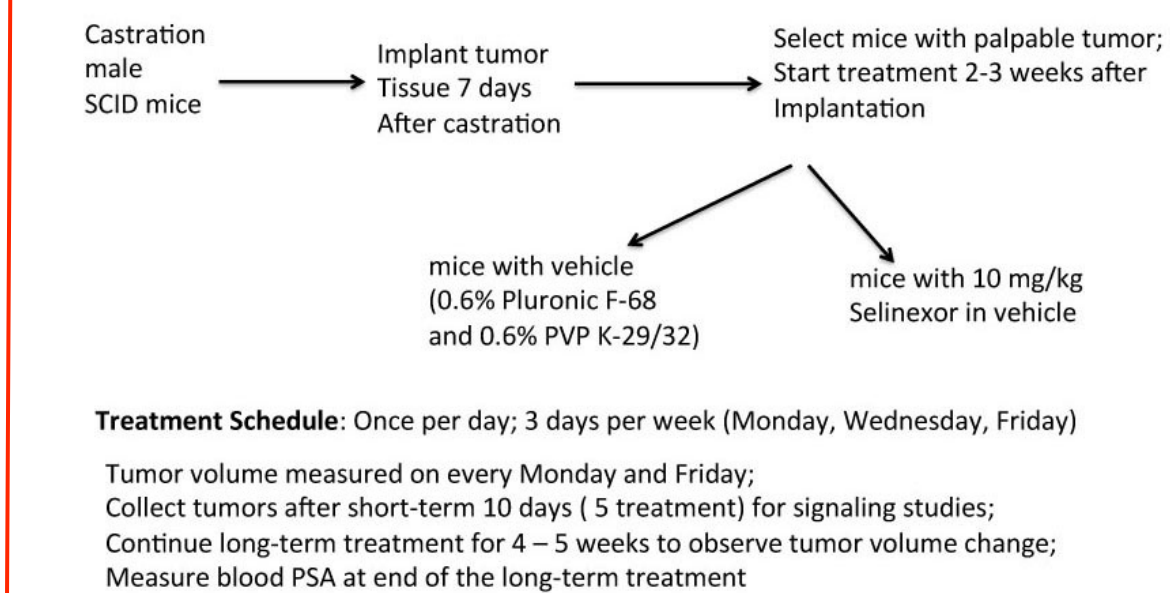 Castration
male
SCID mice
Implant tumor
Tissue 7 days
After castration
Select mice with palpable tumor;
Start treatment 2-3 weeks after
Implantation
mice with vehicle
(0.6% Pluronic F-68
and 0.6% PVP K-29/32)
mice with 10 mg/kg
Selinexor in vehicle
Treatment Schedule: Once per day; 3 days per week (Monday, Wednesday, Friday)
Tumor volume measured on every Monday and Friday;
Collect tumors after short-term 10 days ( 5 treatment) for signaling studies;
Continue long-term treatment for 4 – 5 weeks to observe tumor volume change;
Measure blood PSA at end of the long-term treatment